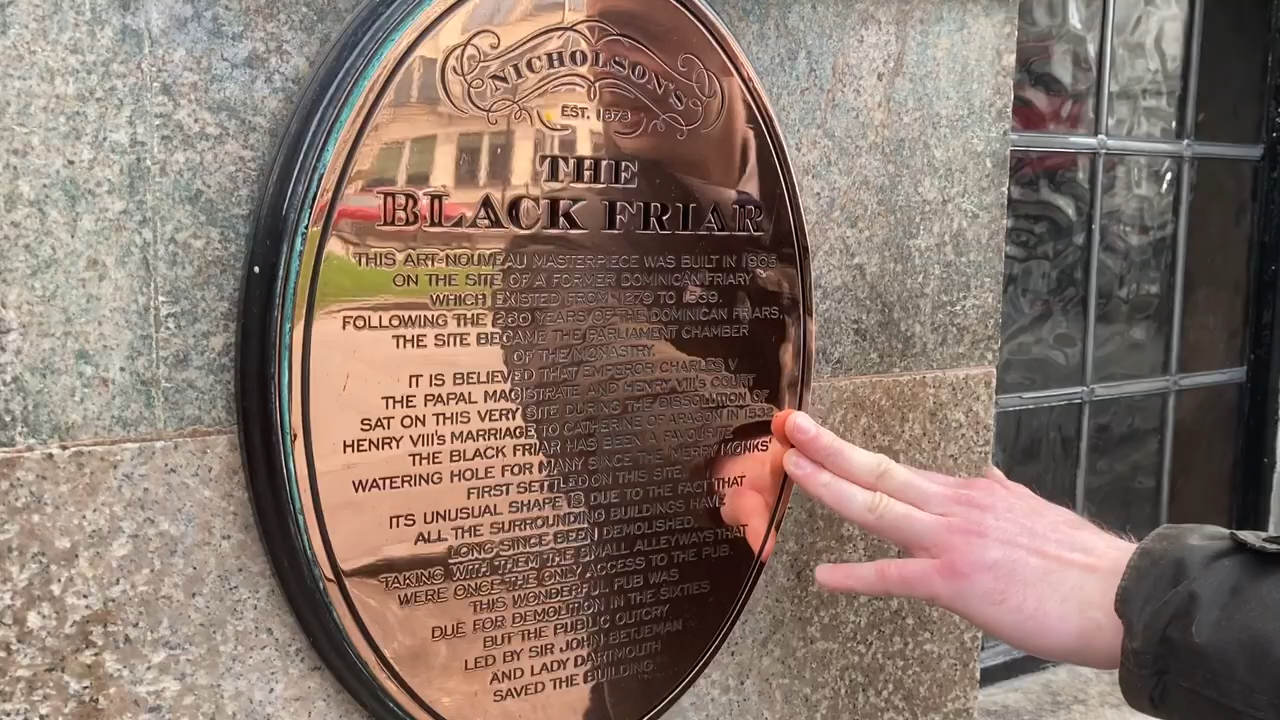 NICHOLSON'S
EST. 1873
THE
BLACK FRIAR
THIS ART-NOUVEAU MASTERPIECE WAS BUILT IN 1905
ON THE SITE OF A FORMER DOMINICAN FRIARY
WHICH EXISTED FROM 1279 TO 1539.
FOLLOWING THE 260 YEARS OF THE DOMINICAN FRIARS,
THE SITE BECAME THE PARLIAMENT CHAMBER
OF THE MONASTRY.
IT IS BELIEVED THAT EMPEROR CHARLES V
THE PAPAL MAGISTRATE AND HENRY VIII's COURT
SAT ON THIS VERY SITE DURING THE DISSOLUTION OF
HENRY VIII's MARRIAGE TO CATHERINE OF ARAGON IN 1532
THE BLACK FRIAR HAS BEEN A FAVOURITE
WATERING HOLE FOR MANY SINCE THE 'MERRY MONKS'
FIRST SETTLED ON THIS SITE.
ITS UNUSUAL SHAPE IS DUE TO THE FACT THAT
ALL THE SURROUNDING BUILDINGS HAVE
LONG SINCE BEEN DEMOLISHED,
TAKING WITH THEM THE SMALL ALLEYWAYS THAT
WERE ONCE THE ONLY ACCESS TO THE PUB.
THIS WONDERFUL PUB WAS
DUE FOR DEMOLITION IN THE SIXTIES
BUT THE PUBLIC OUTCRY
LED BY SIR JOHN BETJEMAN
AND LADY DARTMOUTH
SAVED THE BUILDING.